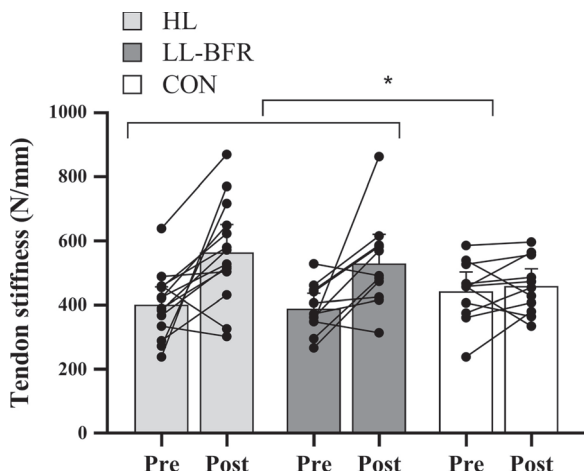 HL
LL-BFR
CON
*
Tendon stiffness (N/mm)
1000
800
600
400
200
0
Pre Post Pre Post Pre Post